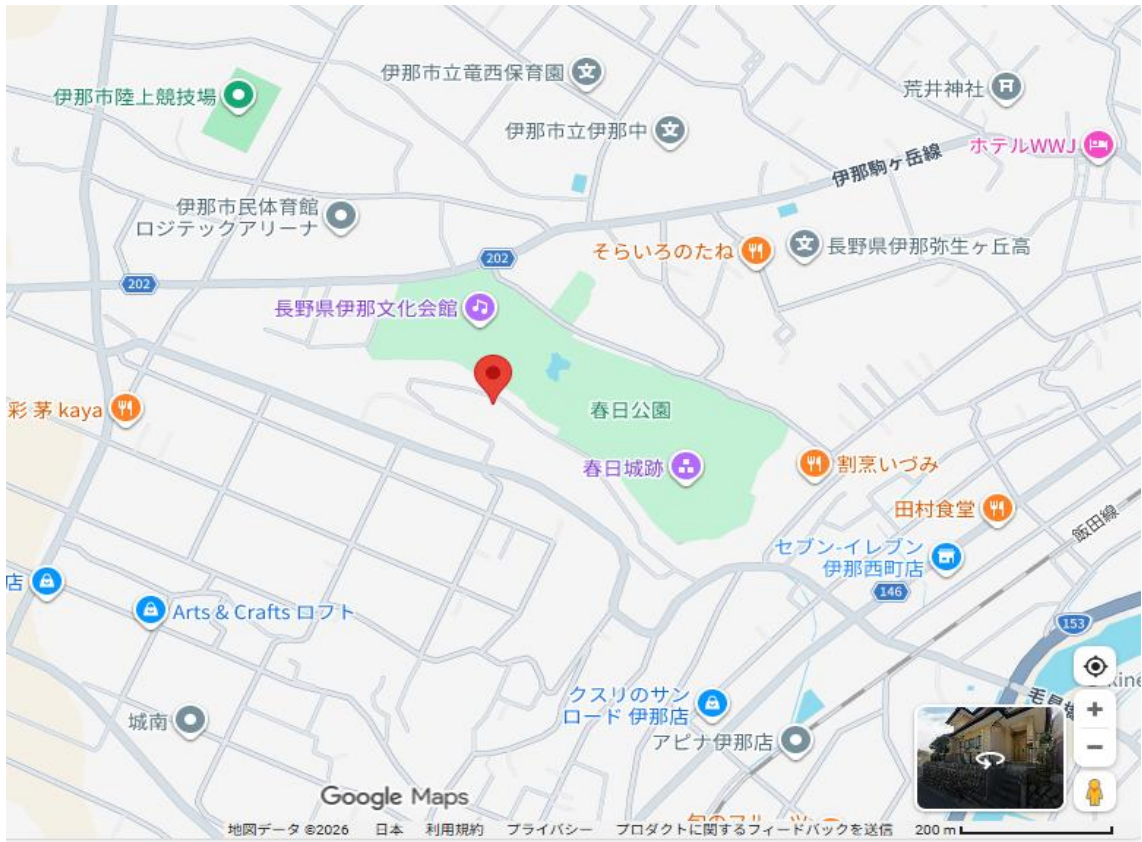 伊那市立竜西保育園
荒井神社
伊那市陸上競技場
伊那市立伊那中
ホテルWWJ
伊那駒ヶ岳線
伊那市民体育館
ロジテックアリーナ
そらいろのたね
長野県伊那弥生ヶ丘高
202
202
長野県伊那文化会館
彩 茅 kaya
春日公園
春日城跡
割烹いづみ
田村食堂
飯田線
セブン-イレブン
伊那西町店
店
146
Arts & Crafts ロフト
153
クスリのサン
ロード 伊那店
城南
アピナ伊那店
Google Maps
地図データ ©2026 日本 利用規約 プライバシー プロダクトに関するフィードバックを送信 200 m